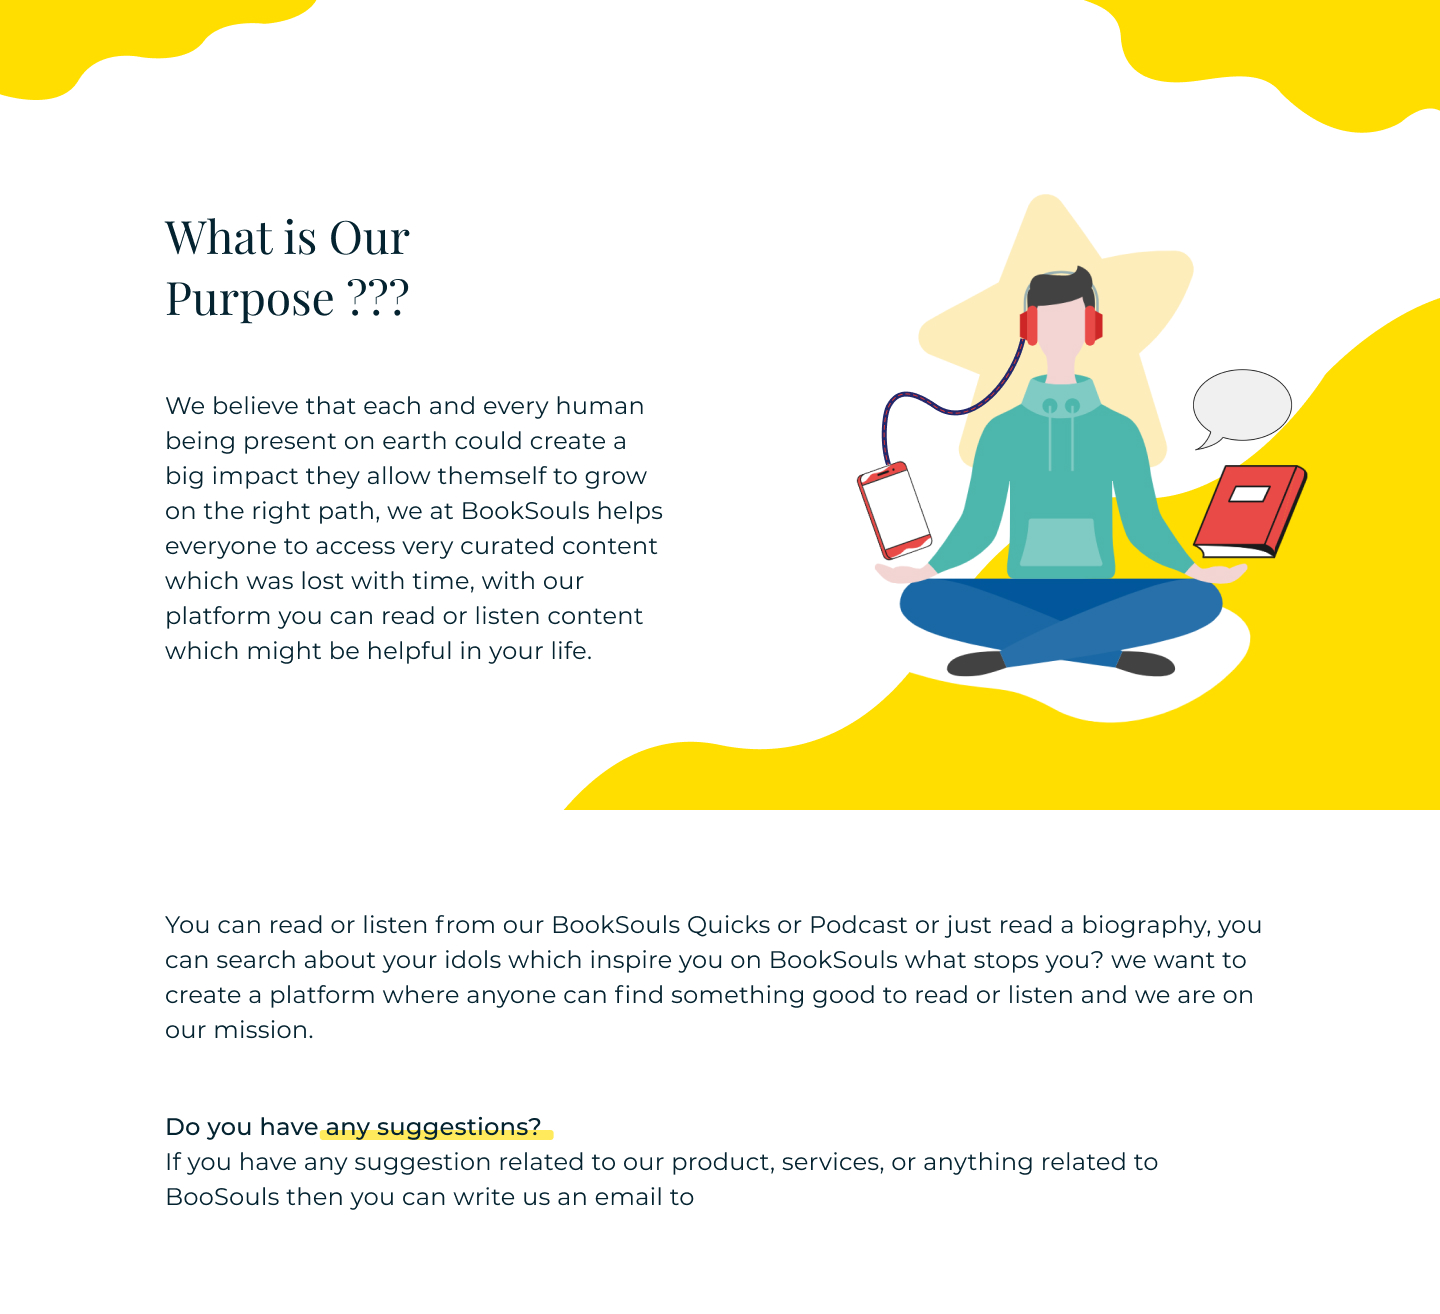 What is Our
Purpose ???
We believe that each and every human
being present on earth could create a
big impact they allow themself to grow
on the right path, we at BookSouls helps
everyone to access very curated content
which was lost with time, with our
platform you can read or listen content
which might be helpful in your life.
You can read or listen from our BookSouls Quicks or Podcast or just read a biography, you
can search about your idols which inspire you on BookSouls what stops you? we want to
create a platform where anyone can find something good to read or listen and we are on
our mission.
Do you have any suggestions?
If you have any suggestion related to our product, services, or anything related to
BooSouls then you can write us an email to